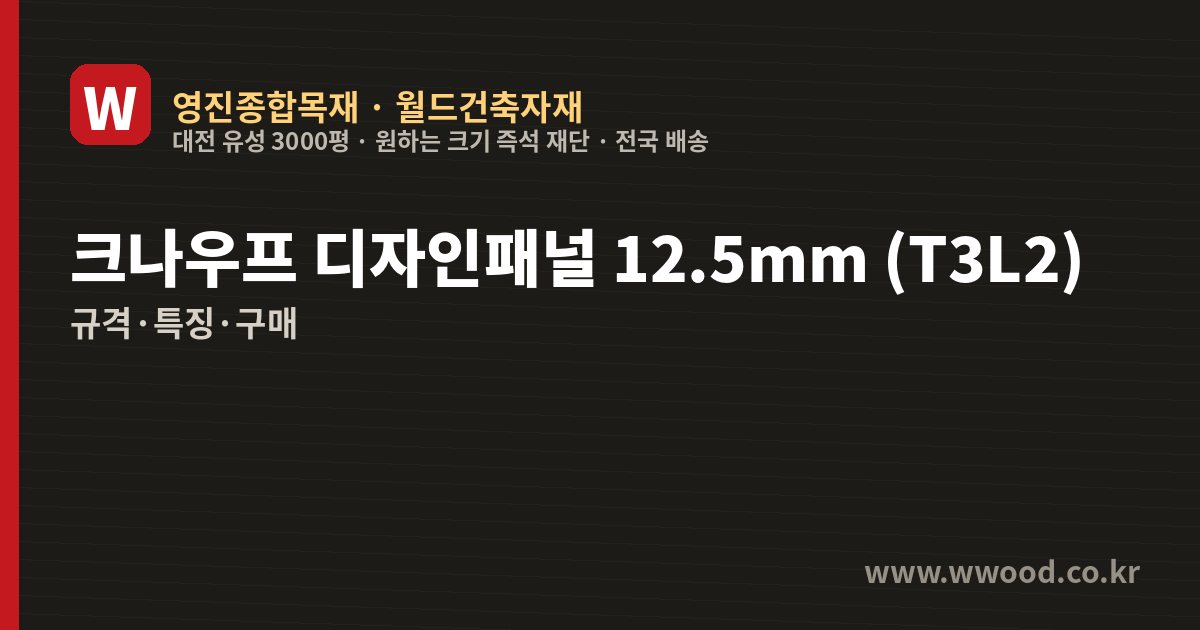 W
영진종합목재 · 월드건축자재
대전 유성 3000평 · 원하는 크기 즉석 재단 · 전국 배송
크나우프 디자인패널 12.5mm (T3L2)
규격·특징·구매
www.wwood.co.kr